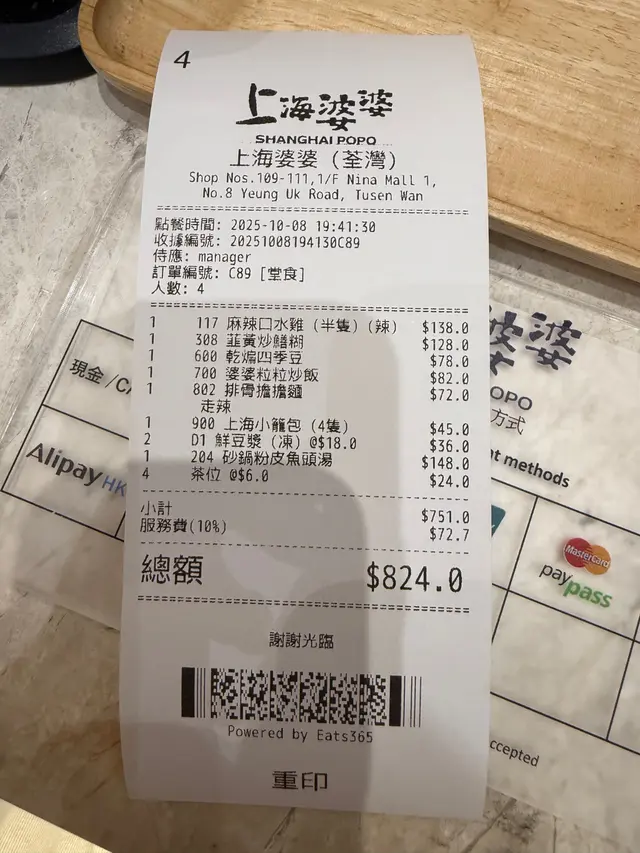 4
上海婆婆
SHANGHAI POPO
上海婆婆 (荃灣)
Shop Nos.109-111,1/F Nina Mall 1,
No.8 Yeung Uk Road, Tusen Wan
點餐時間: 2025-10-08 19:41:30
收據編號: 20251008194130C89
侍應: manager
訂單編號: C89 [堂食]
人數: 4
1 117 麻辣口水雞 (半隻) (辣) $138.0
1 308 韮黃炒鱔糊 $128.0
1 600 乾煸四季豆 $78.0
1 700 婆婆粒粒炒飯 $82.0
1 802 排骨擔擔麵 $72.0
走辣
1 900 上海小籠包 (4隻) $45.0
2 D1 鮮豆漿 (凍) @$18.0 $36.0
1 204 砂鍋粉皮魚頭湯 $148.0
4 茶位 @$6.0 $24.0
小計 $751.0
服務費(10%) $72.7
總額 $824.0
謝謝光臨
Powered by Eats365
重印
現金/C
Alipay HK
婆婆
OPO
方式
nt methods
MasterCard
paypass
ccepted